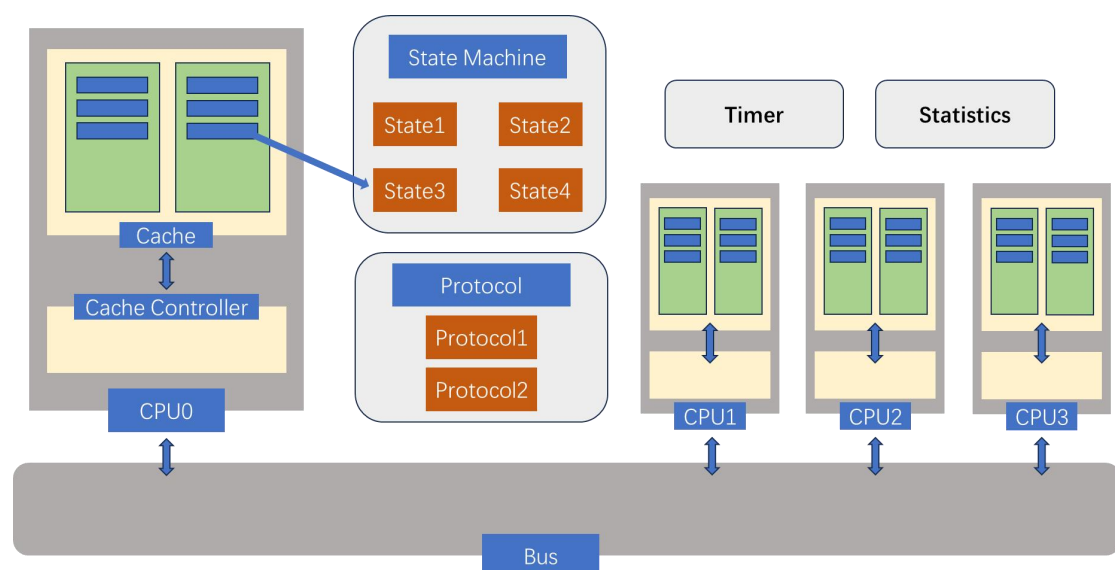 State Machine
State1
State2
State3
State4
Timer
Statistics
Cache
Cache Controller
CPU0
Protocol
Protocol1
Protocol2
CPU1
CPU2
CPU3
Bus